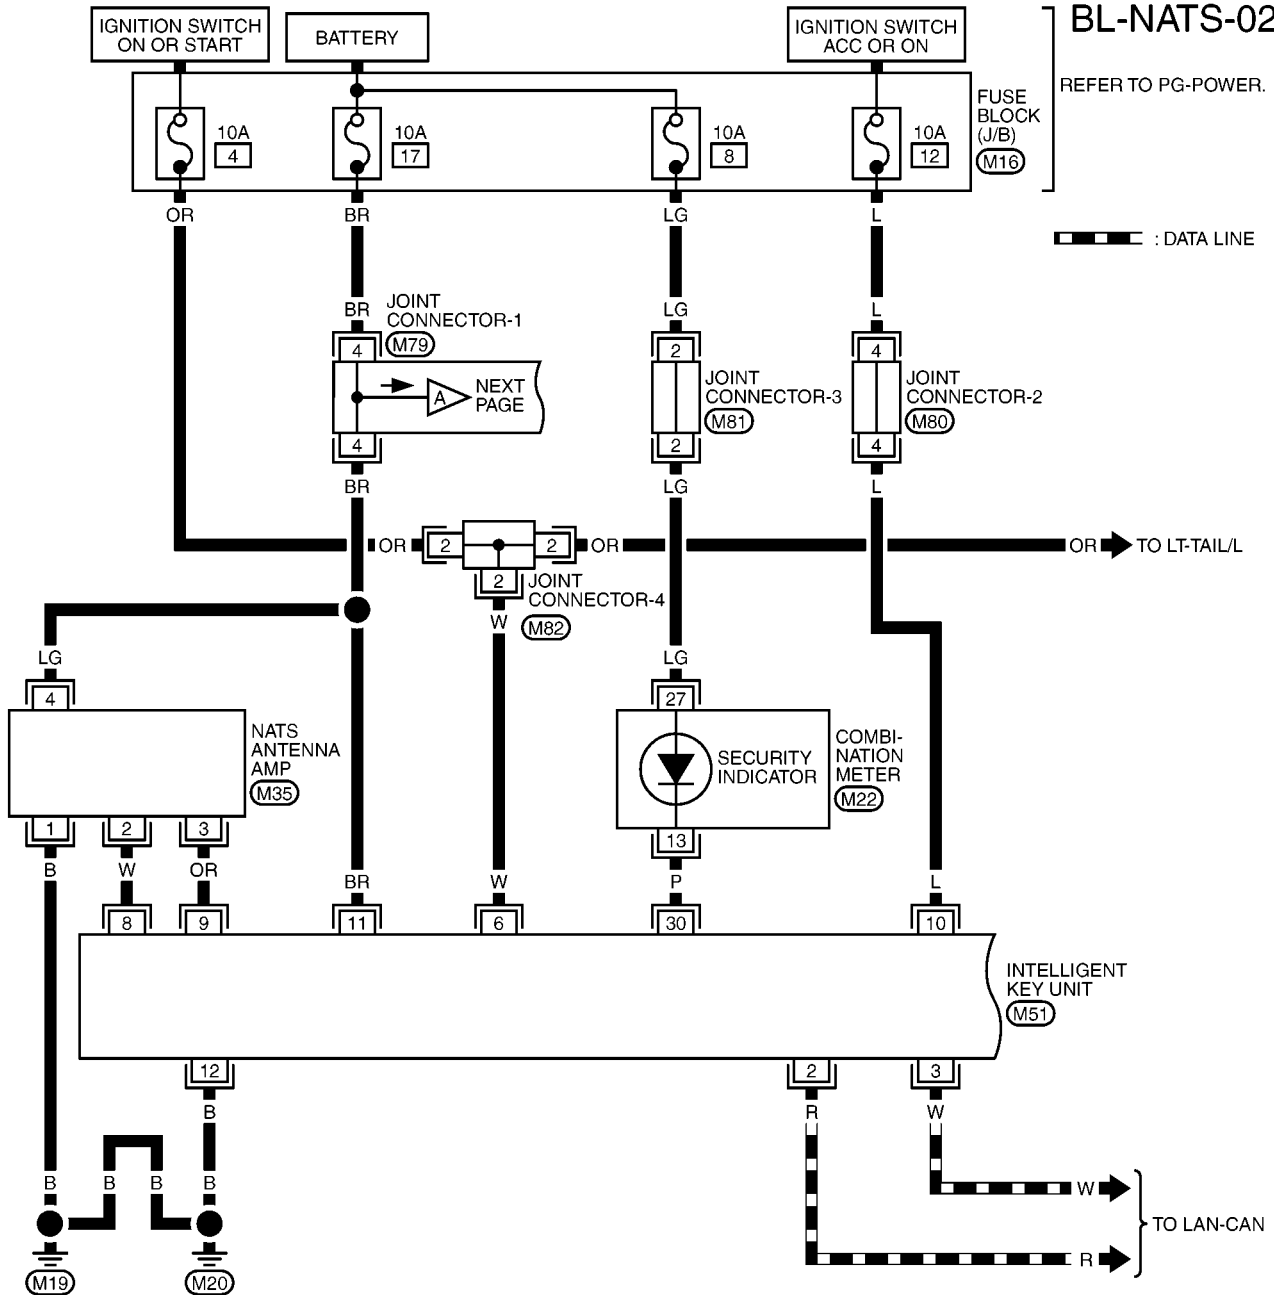 BL-NATS-02
IGNITION SWITCH
ON OR START
BATTERY
IGNITION SWITCH
ACC OR ON
REFER TO PG-POWER.
10A
4
10A
17
10A
8
10A
12
FUSE
BLOCK
(J/B)
M16
OR
BR
LG
L
: DATA LINE
BR
JOINT
CONNECTOR-1
M79
LG
L
4
2
4
A
NEXT
PAGE
JOINT
CONNECTOR-3
M81
JOINT
CONNECTOR-2
M80
4
2
4
BR
LG
L
OR
2
2
OR
OR
TO LT-TAIL/L
2
JOINT
CONNECTOR-4
M82
W
LG
LG
4
27
NATS
ANTENNA
AMP
M35
SECURITY
INDICATOR
COMBI-
NATION
METER
M22
1
2
3
13
B
W
OR
BR
W
P
L
8
9
11
6
30
10
INTELLIGENT
KEY UNIT
M51
12
2
3
B
R
W
B
B
B
B
W
R
TO LAN-CAN
M19
M20